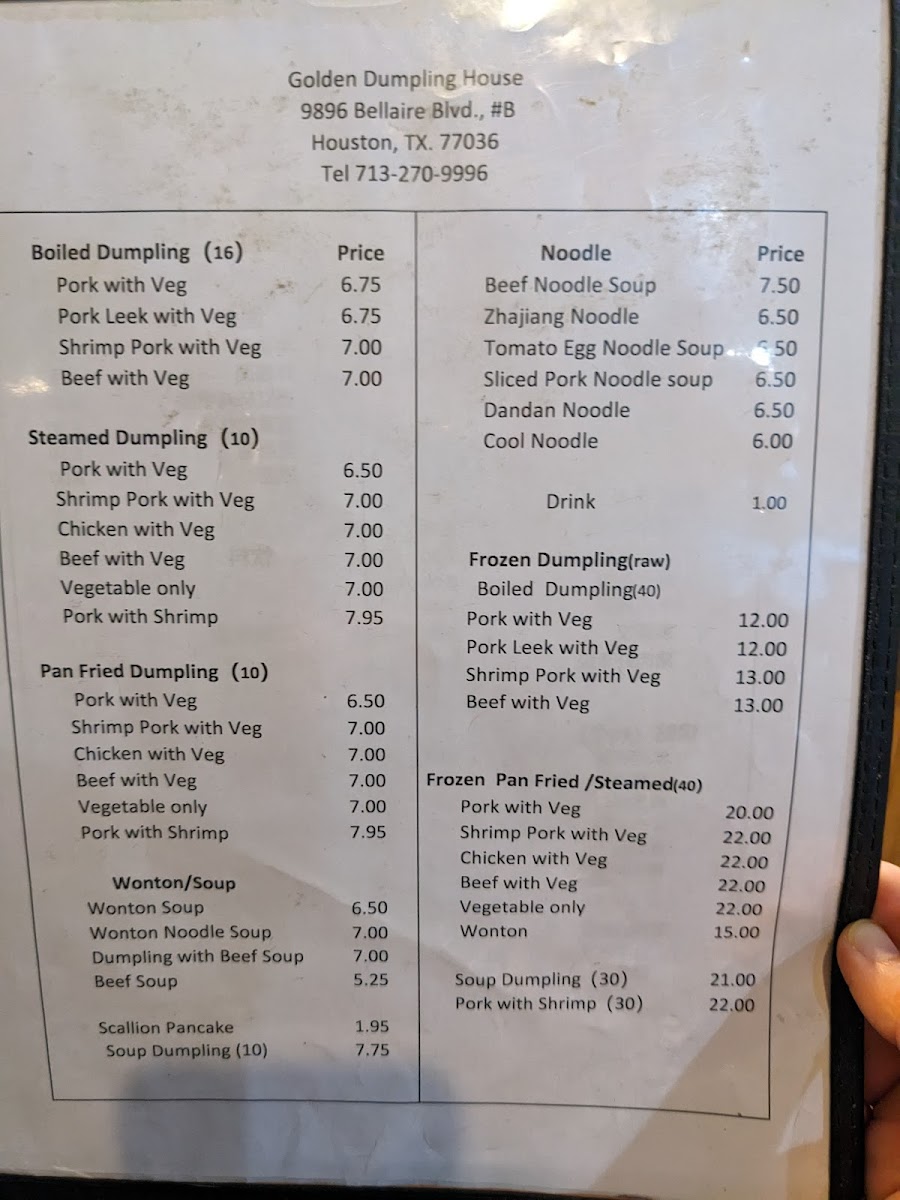 Golden Dumpling House
9896 Bellaire Blvd., #B
Houston, TX. 77036
Tel 713-270-9996
Boiled Dumpling (16) Price
Pork with Veg 6.75
Pork Leek with Veg 6.75
Shrimp Pork with Veg 7.00
Beef with Veg 7.00
Steamed Dumpling (10)
Pork with Veg 6.50
Shrimp Pork with Veg 7.00
Chicken with Veg 7.00
Beef with Veg 7.00
Vegetable only 7.00
Pork with Shrimp 7.95
Pan Fried Dumpling (10)
Pork with Veg 6.50
Shrimp Pork with Veg 7.00
Chicken with Veg 7.00
Beef with Veg 7.00
Vegetable only 7.00
Pork with Shrimp 7.95
Wonton/Soup
Wonton Soup 6.50
Wonton Noodle Soup 7.00
Dumpling with Beef Soup 7.00
Beef Soup 5.25
Scallion Pancake 1.95
Soup Dumpling (10) 7.75
Noodle Price
Beef Noodle Soup 7.50
Zhajiang Noodle 6.50
Tomato Egg Noodle Soup
Sliced Pork Noodle soup 6.50
Dandan Noodle 6.50
Cool Noodle 6.00
Drink 1.00
Frozen Dumpling(raw)
Boiled Dumpling(40)
Pork with Veg 12.00
Pork Leek with Veg 12.00
Shrimp Pork with Veg 13.00
Beef with Veg 13.00
Frozen Pan Fried /Steamed(40)
Pork with Veg 20.00
Shrimp Pork with Veg 22.00
Chicken with Veg 22.00
Beef with Veg 22.00
Vegetable only 22.00
Wonton 15.00
Soup Dumpling (30) 21.00
Pork with Shrimp (30) 22.00